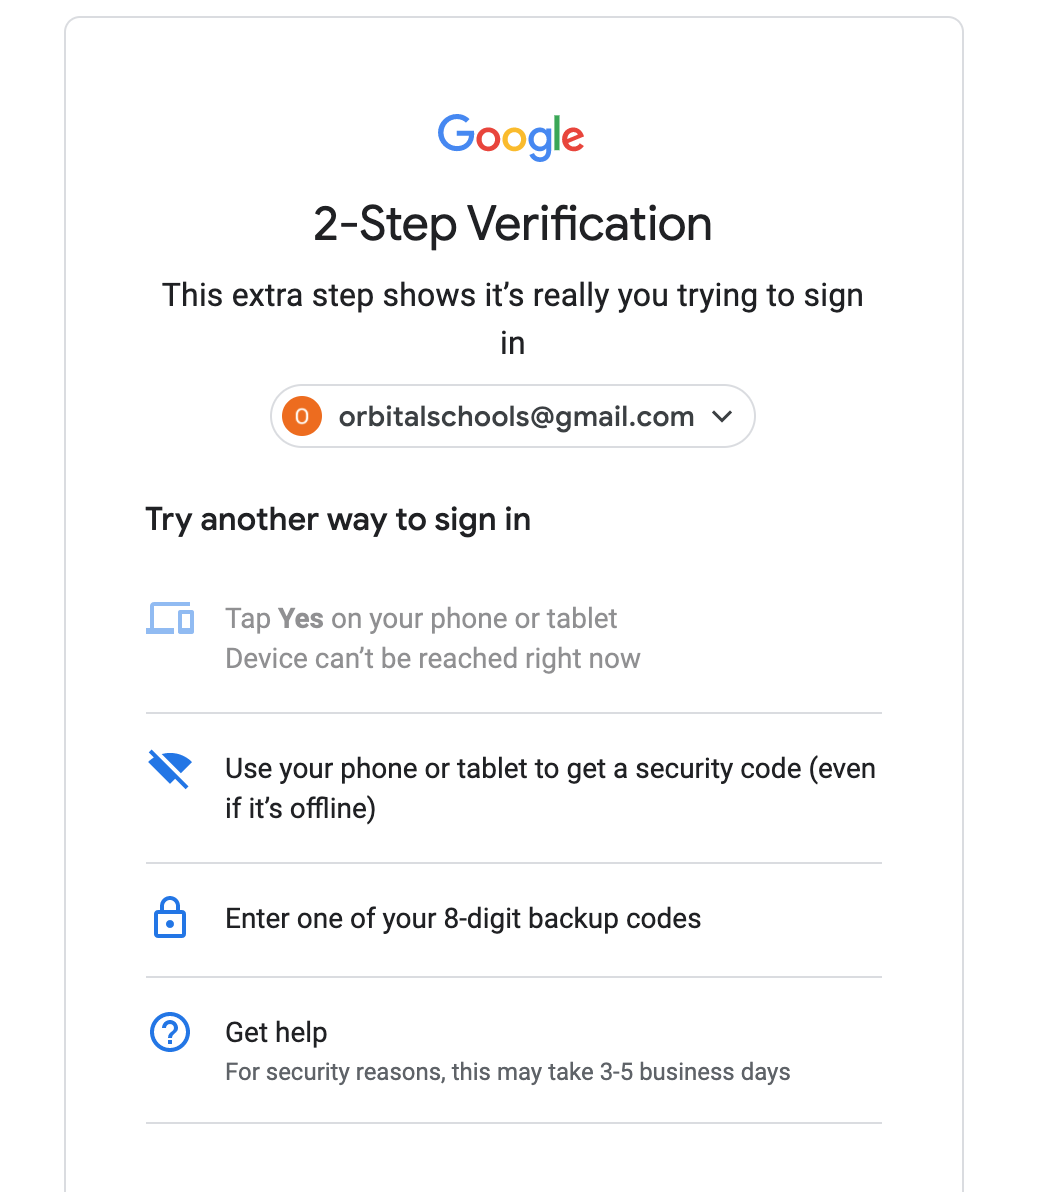 Google
2-Step Verification
This extra step shows it’s really you trying to sign
in
O orbitalschools@gmail.com
Try another way to sign in
Tap Yes on your phone or tablet
Device can’t be reached right now
Use your phone or tablet to get a security code (even
if it’s offline)
Enter one of your 8-digit backup codes
Get help
For security reasons, this may take 3-5 business days